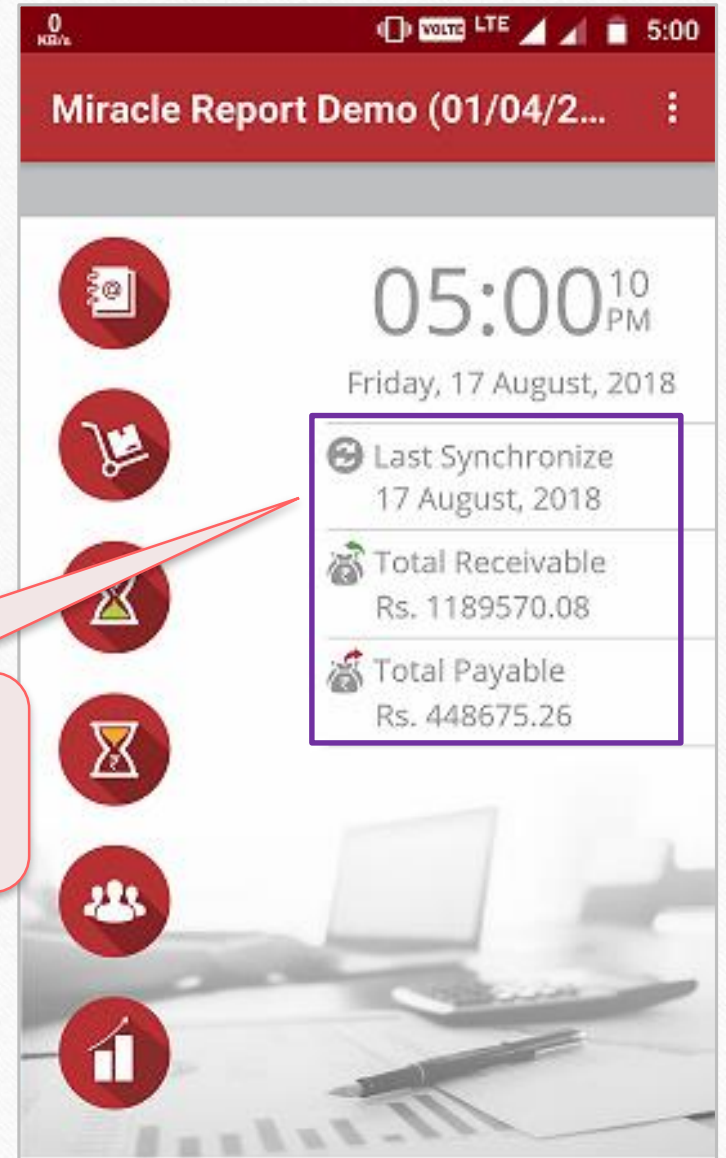 0
KB/s
VOLTE LTE 5:00
Miracle Report Demo (01/04/2...
05:00 10 PM
Friday, 17 August, 2018
Last Synchronize
17 August, 2018
Total Receivable
Rs. 1189570.08
Total Payable
Rs. 448675.26